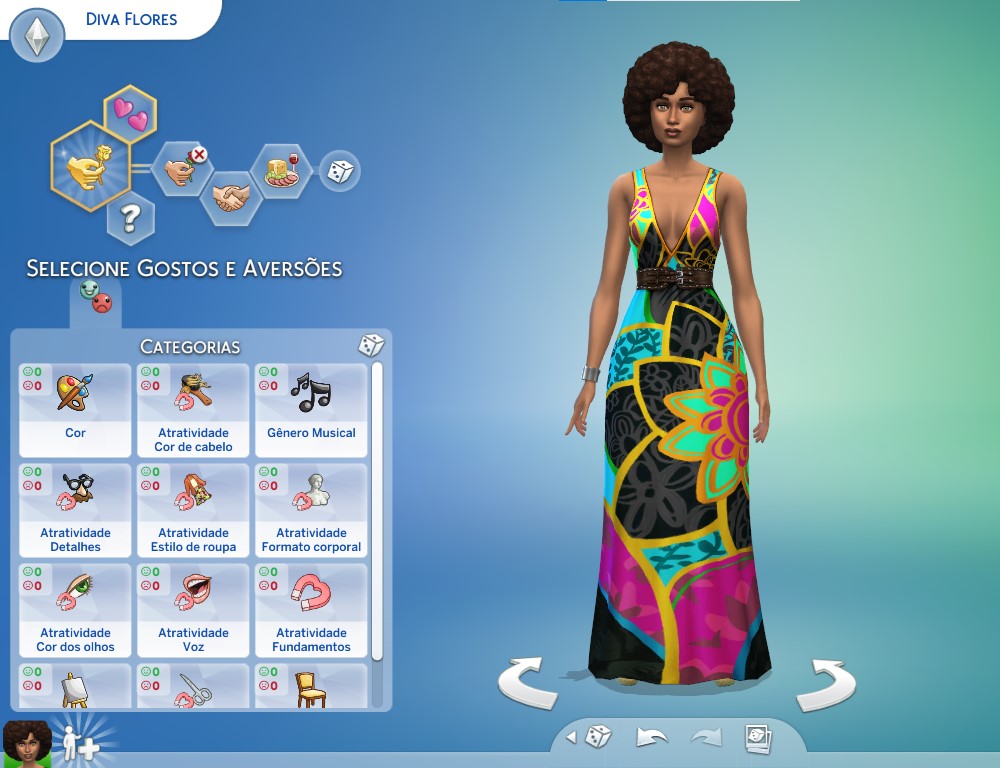 DIVA FLORES
SELECIONE GOSTOS E AVERSÕES
CATEGORIAS
0
0
Cor
0
0
Atratividade
Cor de cabelo
0
0
Gênero Musical
0
0
Atratividade
Detalhes
0
0
Atratividade
Estilo de roupa
0
0
Atratividade
Formato corporal
0
0
Atratividade
Cor dos olhos
0
0
Atratividade
Voz
0
0
Atratividade
Fundamentos
0
0
0
0
0
0